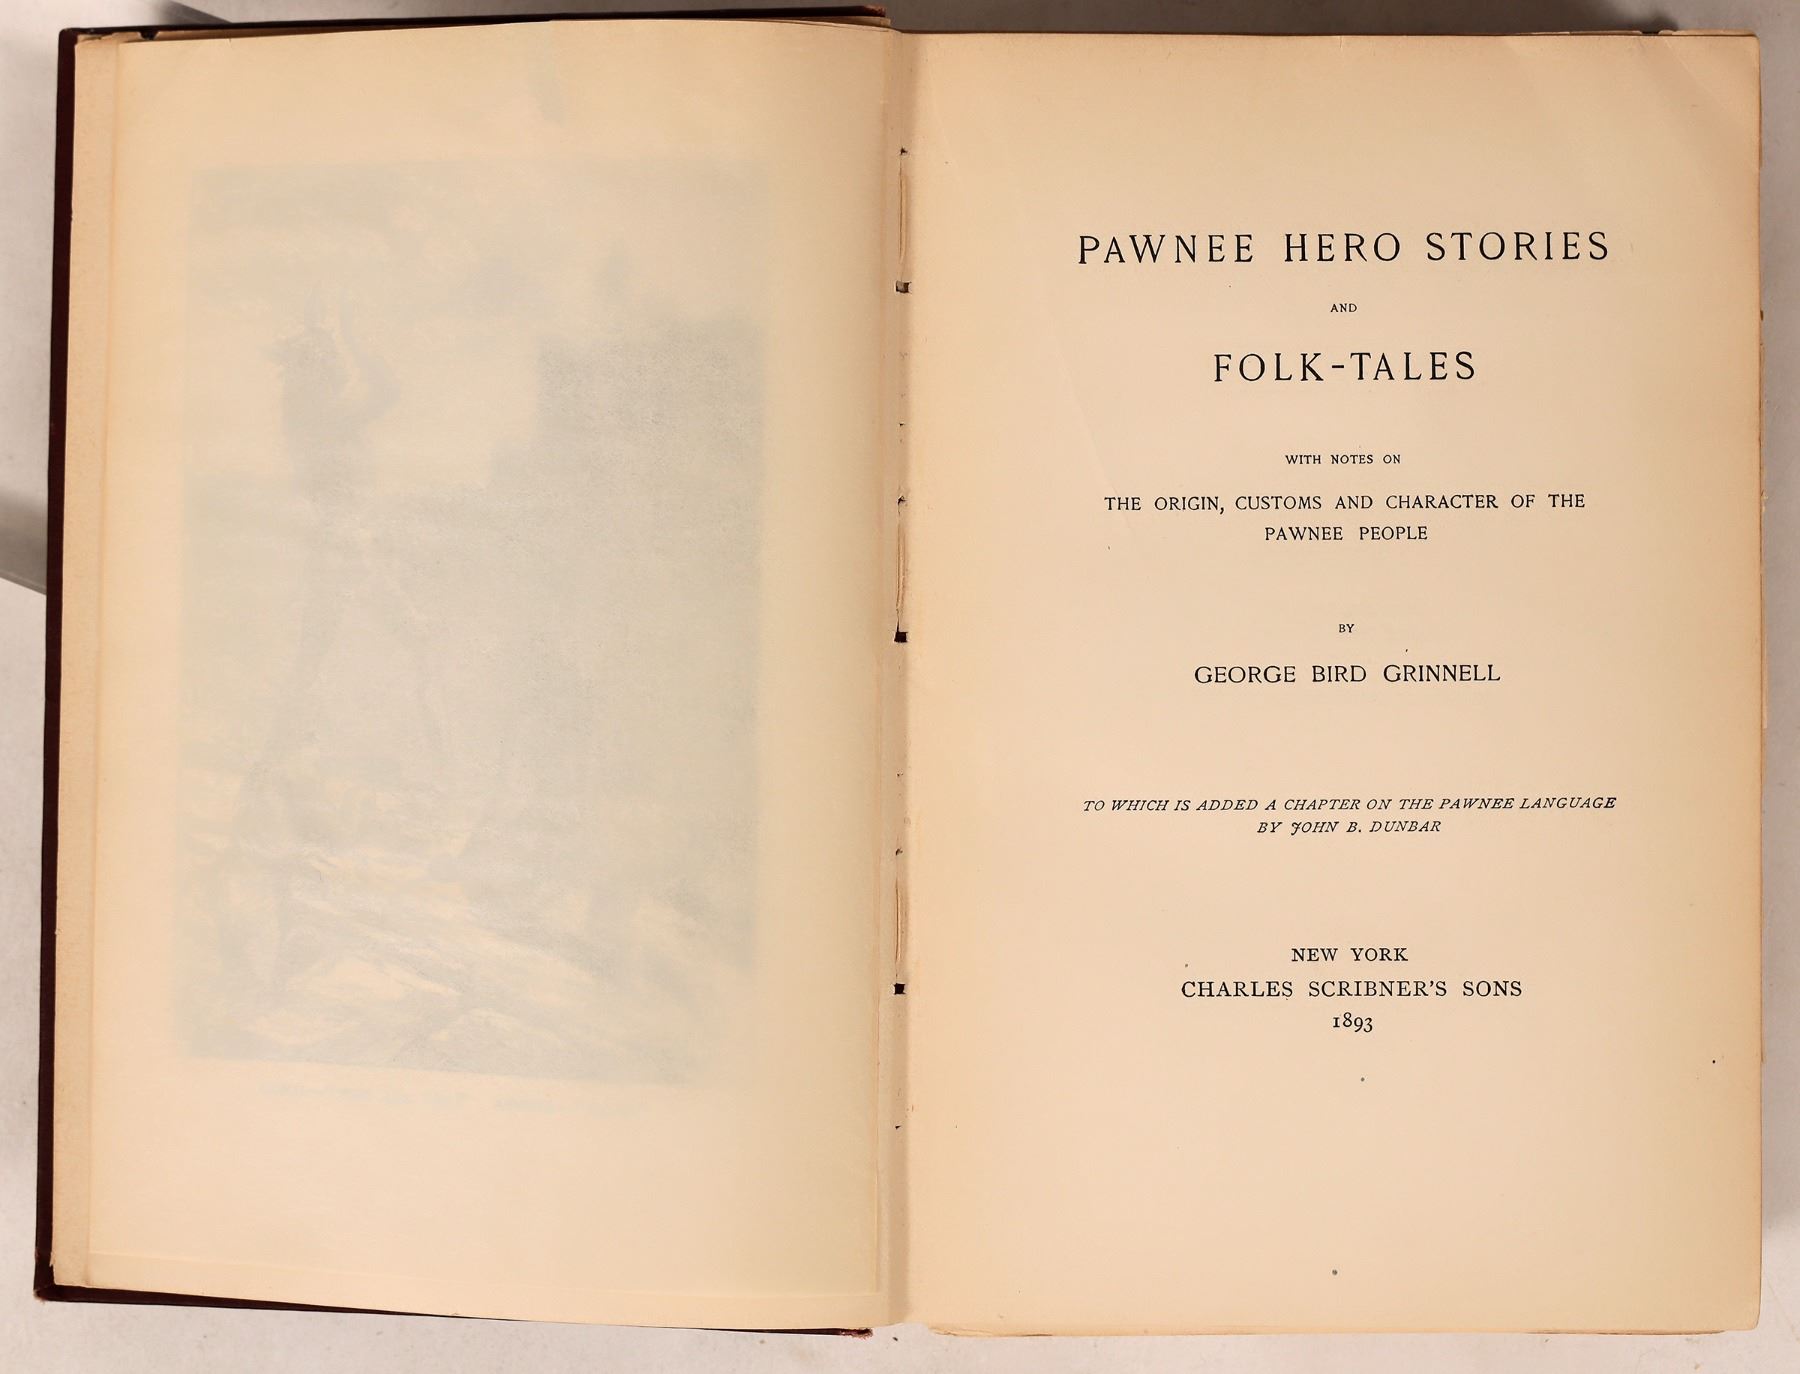 PAWNEE HERO STORIES
AND
FOLK-TALES
WITH NOTES ON
THE ORIGIN, CUSTOMS AND CHARACTER OF THE
PAWNEE PEOPLE
BY
GEORGE BIRD GRINNELL
TO WHICH IS ADDED A CHAPTER ON THE PAWNEE LANGUAGE
BY JOHN B. DUNBAR
NEW YORK
CHARLES SCRIBNER'S SONS
1893